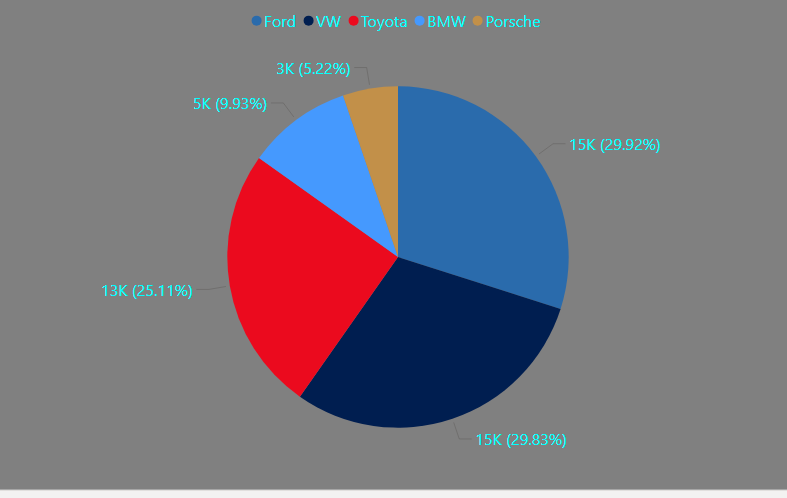 Ford VW Toyota BMW Porsche
3K (5.22%)
5K (9.93%)
15K (29.92%)
13K (25.11%)
15K (29.83%)